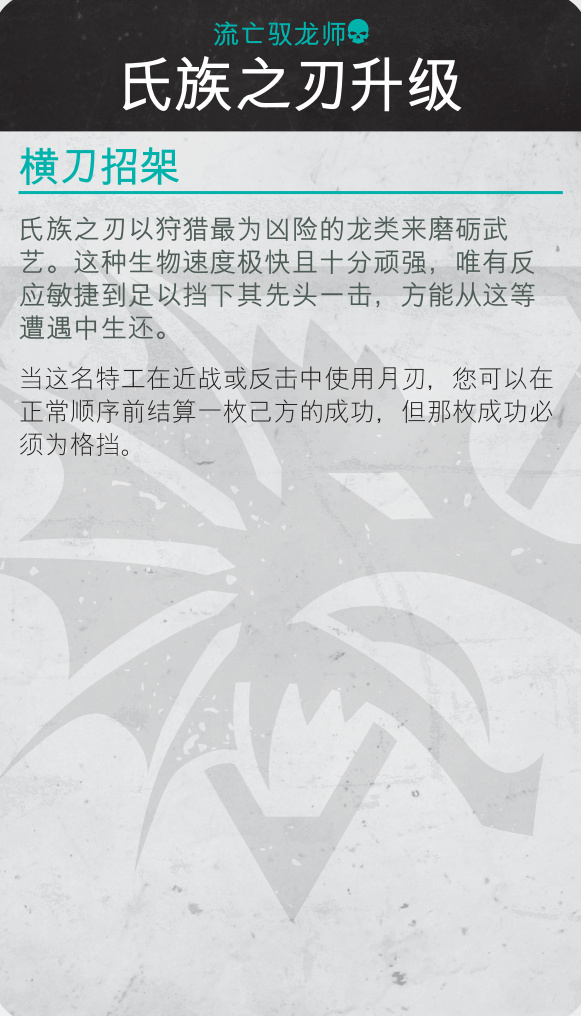 流亡驭龙师
氏族之刃升级
横刀招架
氏族之刃以狩猎最为凶险的龙类来磨砺武
艺。这种生物速度极快且十分顽强，唯有反
应敏捷到足以挡下其先头一击，方能从这等
遭遇中生还。
当这名特工在近战或反击中使用月刃，您可以在
正常顺序前结算一枚己方的成功，但那枚成功必
须为格挡。